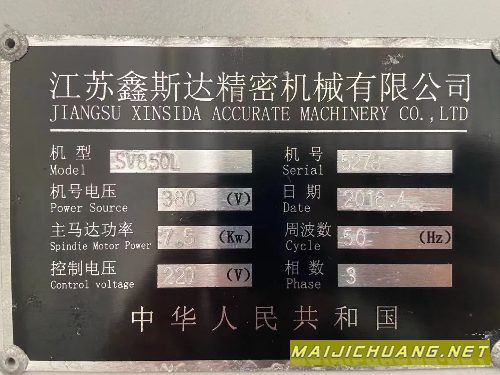 江苏鑫斯达精密机械有限公司
JIANGSU XINSIDA ACCURATE MACHINERY CO.,LTD
机型 SV850L 机号
Model Serial
机号电压 380 (V) 日期 2016.4
Power Source Date
主马达功率 7.5 (Kw) 周波数 50 (Hz)
Spindie Motor Power Cycle
控制电压 220 (V) 相数 3
Control voltage Phase
中华人民共和国
MAIJICHUANG.NET